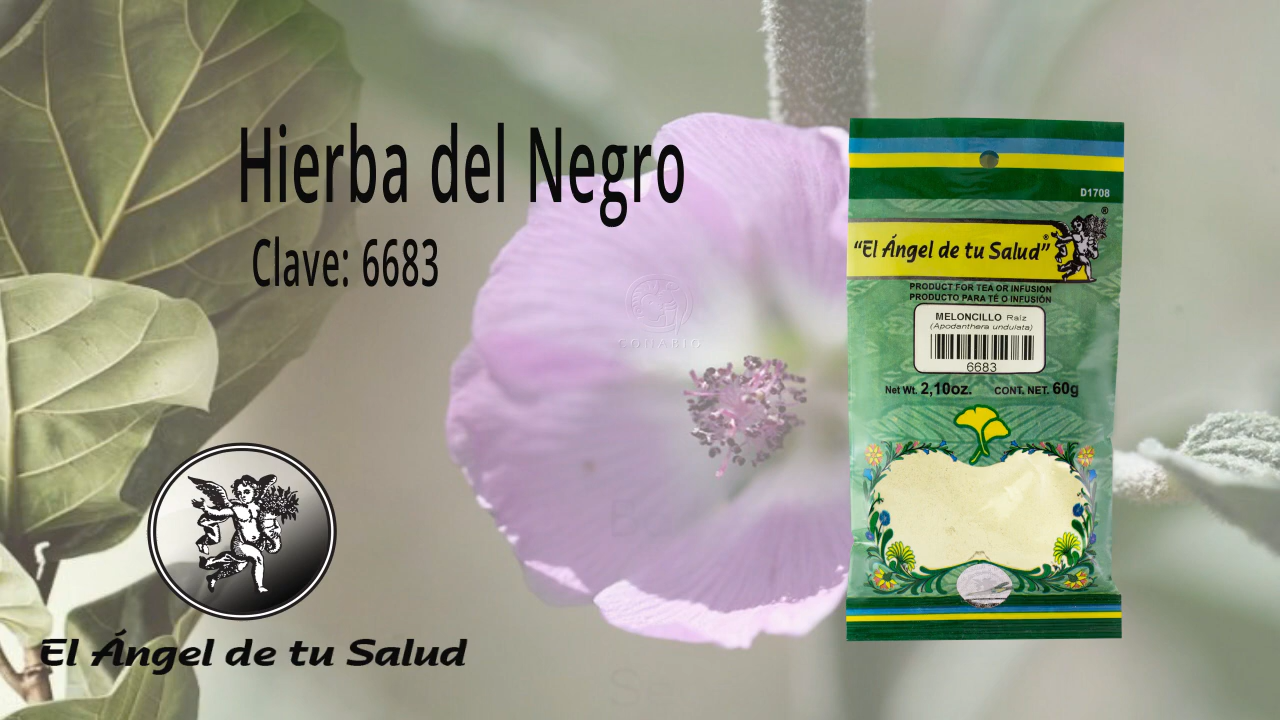 Hierba del Negro
Clave: 6683
CONABIO
D1708
“El Ángel de tu Salud”®
PRODUCT FOR TEA OR INFUSION
PRODUCTO PARA TÉ O INFUSIÓN
MELONCILLO Raíz
(Apodanthera undulata)
6683
Net Wt. 2,10oz. CONT. NET. 60g
El Ángel de tu Salud